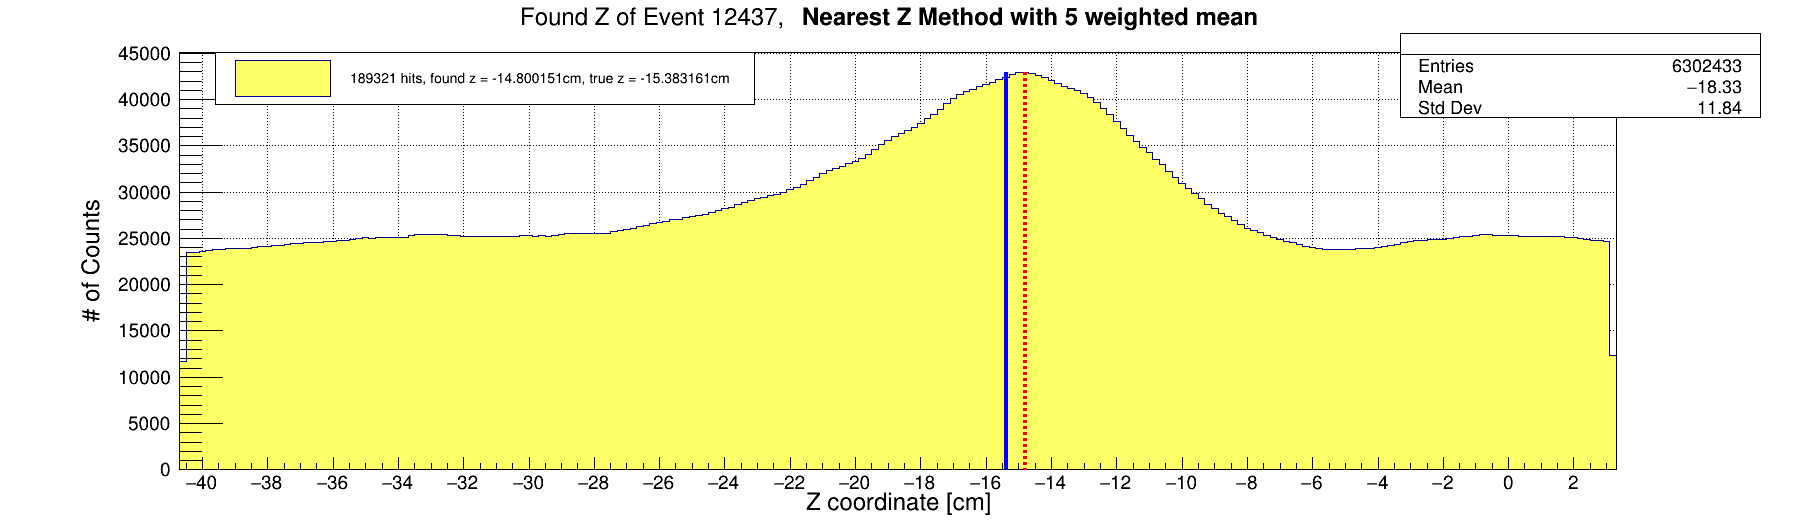 Found Z of Event 12437,   Nearest Z Method with 5 weighted mean
189321 hits, found z = -14.800151cm, true z = -15.383161cm
Entries 6302433
Mean −18.33
Std Dev 11.84
# of Counts
45000
40000
35000
30000
25000
20000
15000
10000
5000
0
−40 −38 −36 −34 −32 −30 −28 −26 −24 −22 −20 −18 −16 −14 −12 −10 −8 −6 −4 −2 0 2
Z coordinate [cm]